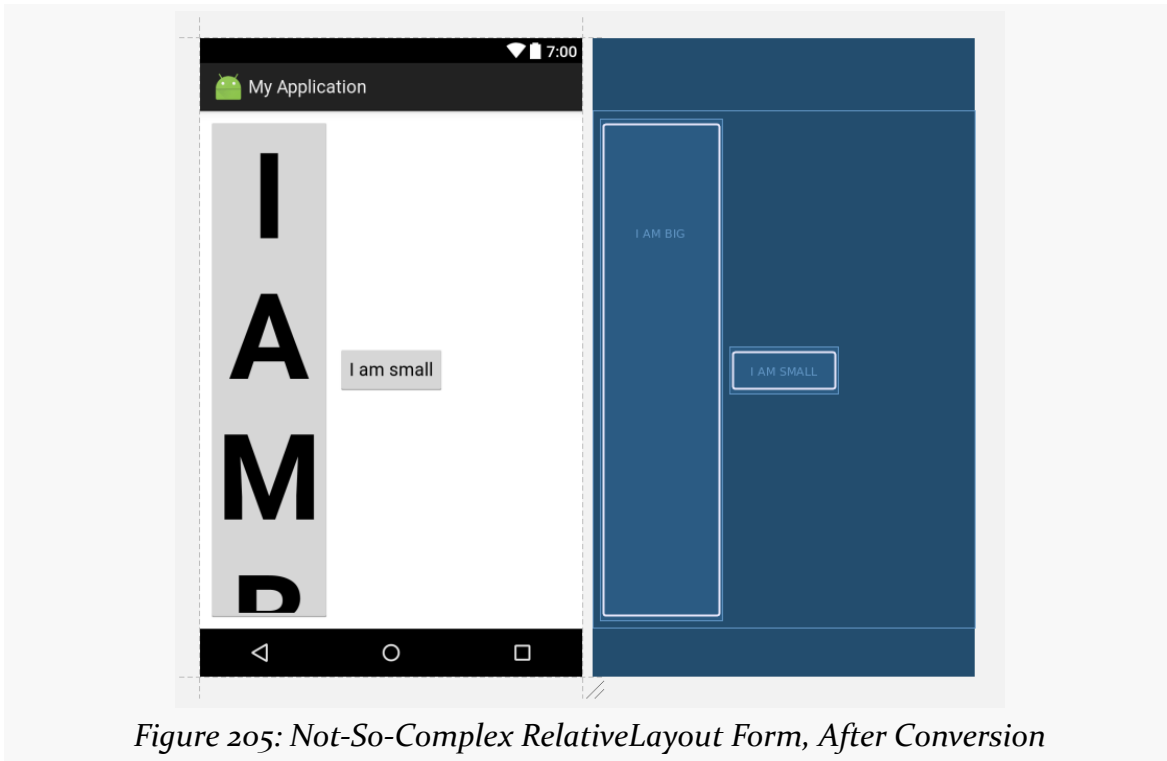 7:00
My Application
I
A
M
B
I am small
I AM BIG
I AM SMALL
Figure 205: Not-So-Complex RelativeLayout Form, After Conversion